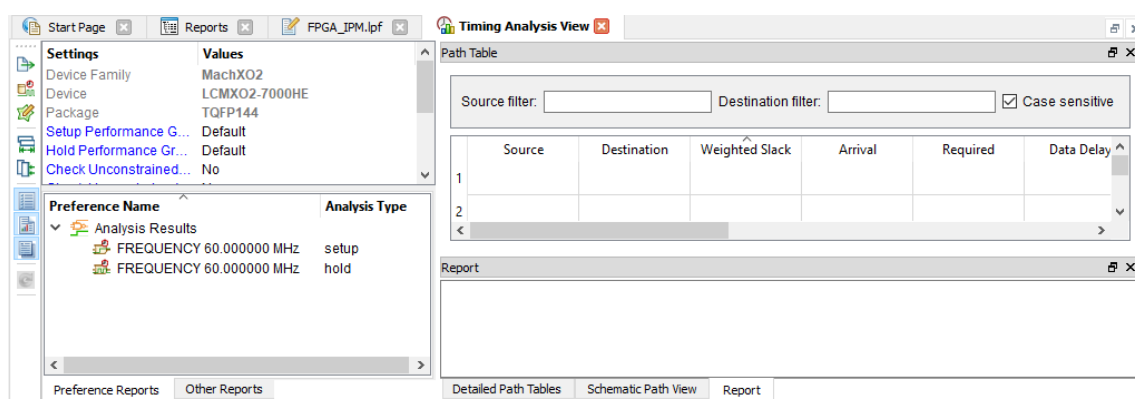 Start Page
Reports
FPGA_IPM.lpf
Timing Analysis View
Settings Values
Device Family MachXO2
Device LCMXO2-7000HE
Package TQFP144
Setup Performance G... Default
Hold Performance Gr... Default
Check Unconstrained... No
Preference Name Analysis Type
Analysis Results
FREQUENCY 60.000000 MHz setup
FREQUENCY 60.000000 MHz hold
Preference Reports Other Reports
Path Table
Source filter: Destination filter: Case sensitive
Source Destination Weighted Slack Arrival Required Data Delay
1
2
Report
Detailed Path Tables Schematic Path View Report